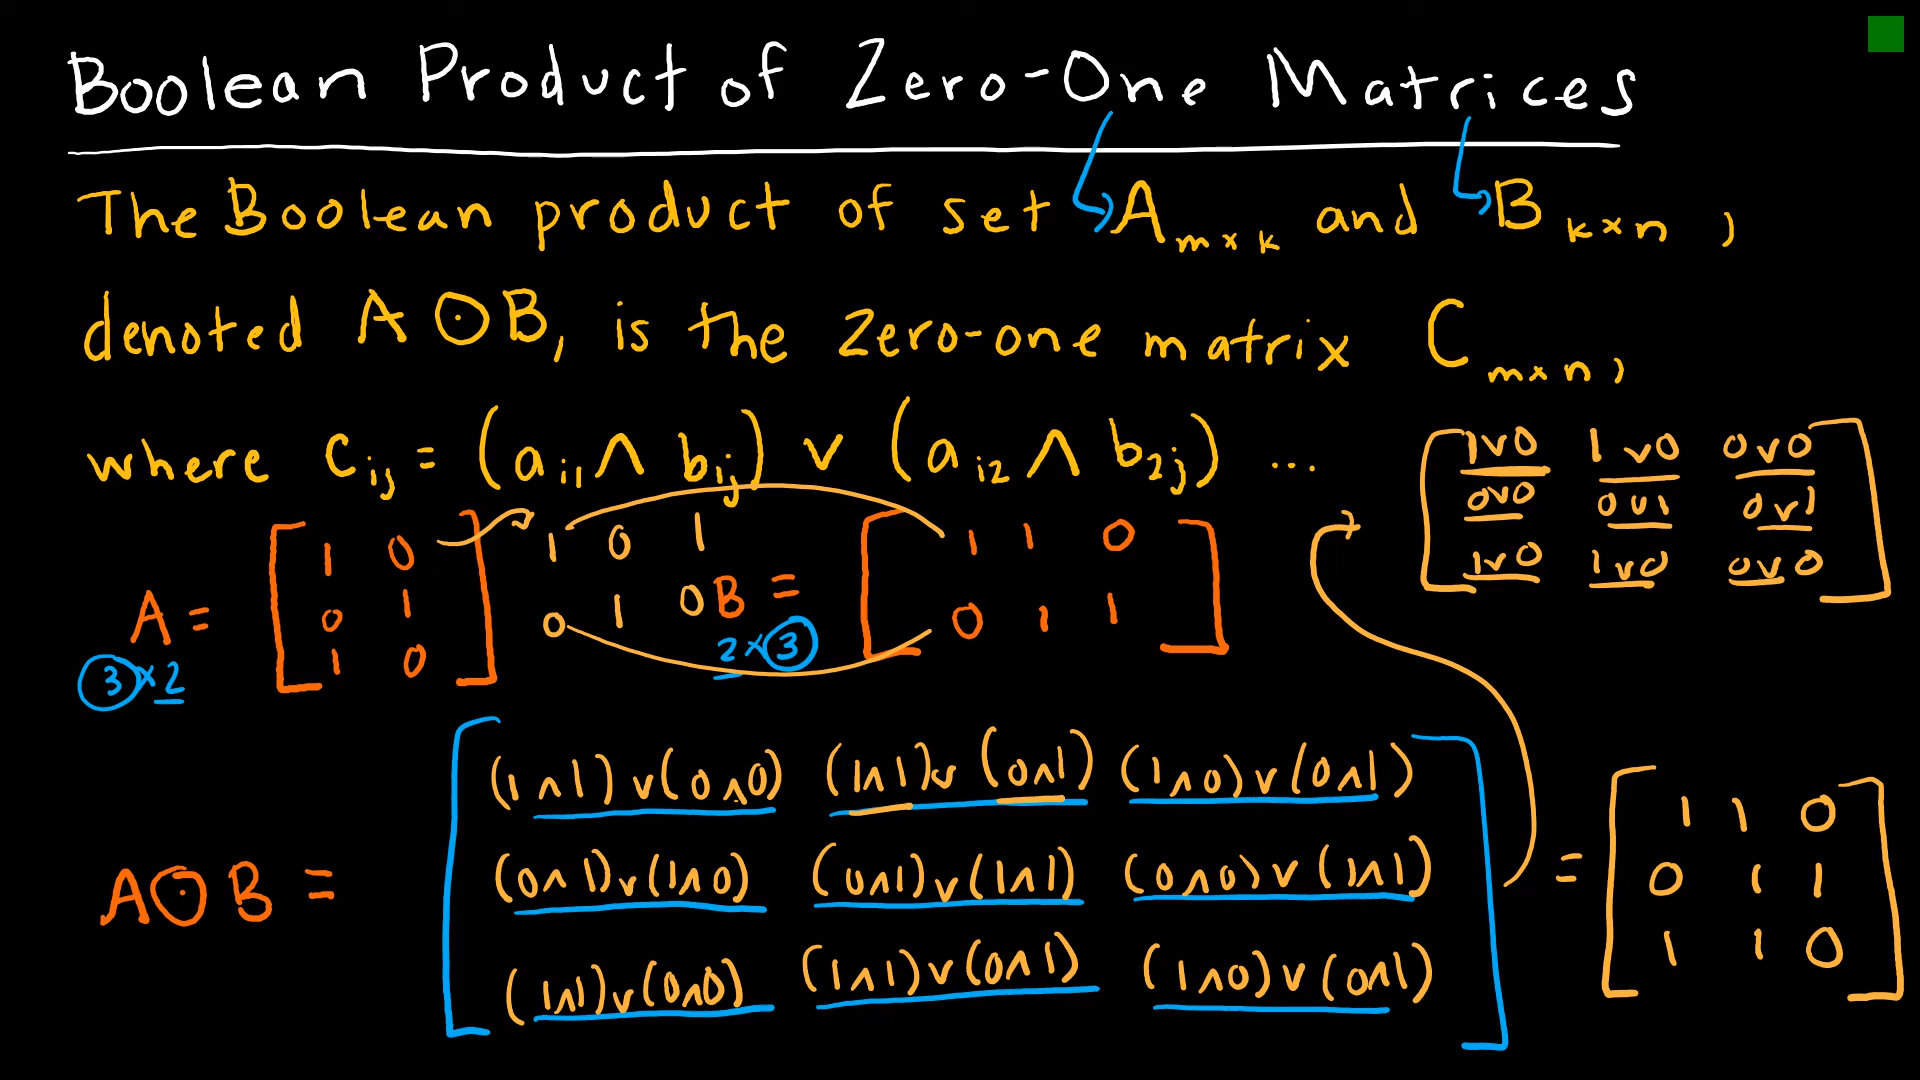 Boolean Product of Zero-One Matrices
The Boolean product of set A m×k and B k×n,
denoted A ⊙ B, is the zero-one matrix C m×n,
where c ij = (a i1 ∧ b ij) ∨ (a i2 ∧ b 2j) ...
1∨0 1∨0 0∨0
0∨0 0∨1 0∨1
1∨0 1∨0 0∨0
A =
3×2
1 0
0 1
1 0
1 0 1
0 1 0
B =
2×3
1 1 0
0 1 1
A⊙B =
(1∧1)∨(0∧0) (1∧1)∨(0∧1) (1∧0)∨(0∧1)
(0∧1)∨(1∧0) (0∧1)∨(1∧1) (0∧0)∨(1∧1)
(1∧1)∨(0∧0) (1∧1)∨(0∧1) (1∧0)∨(0∧1)
=
1 1 0
0 1 1
1 1 0